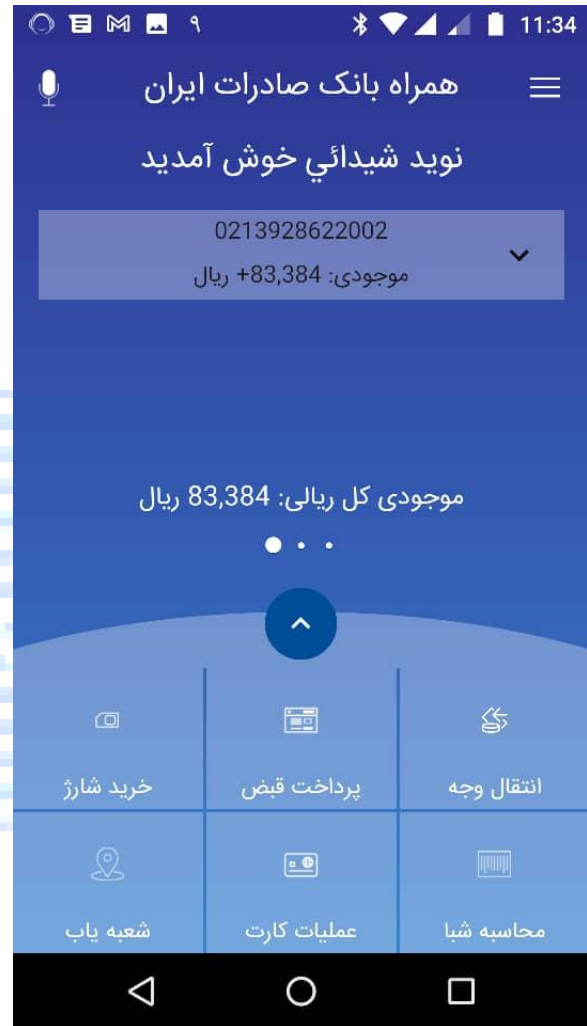 ۹ 11:34
همراه بانک صادرات ایران
نوید شیدائي خوش آمدید
0213928622002
موجودی: 83,384+ ریال
موجودی کل ریالی: 83,384 ریال
انتقال وجه
پرداخت قبض
خرید شارژ
محاسبه شبا
عملیات کارت
شعبه یاب